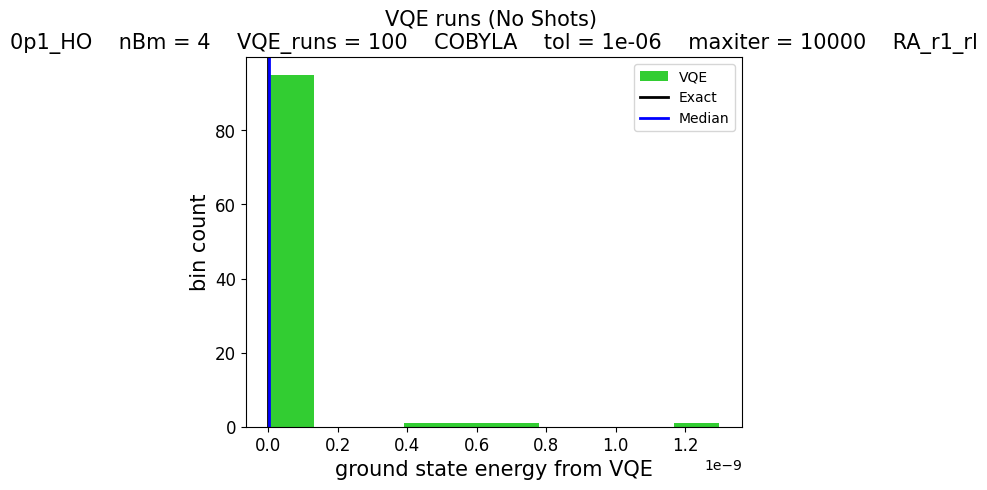 VQE runs (No Shots)
0p1_HO    nBm = 4    VQE_runs = 100    COBYLA    tol = 1e-06    maxiter = 10000    RA_r1_rl
VQE
Exact
Median
bin count
80
60
40
20
0
0.0 0.2 0.4 0.6 0.8 1.0 1.2
1e-9
ground state energy from VQE